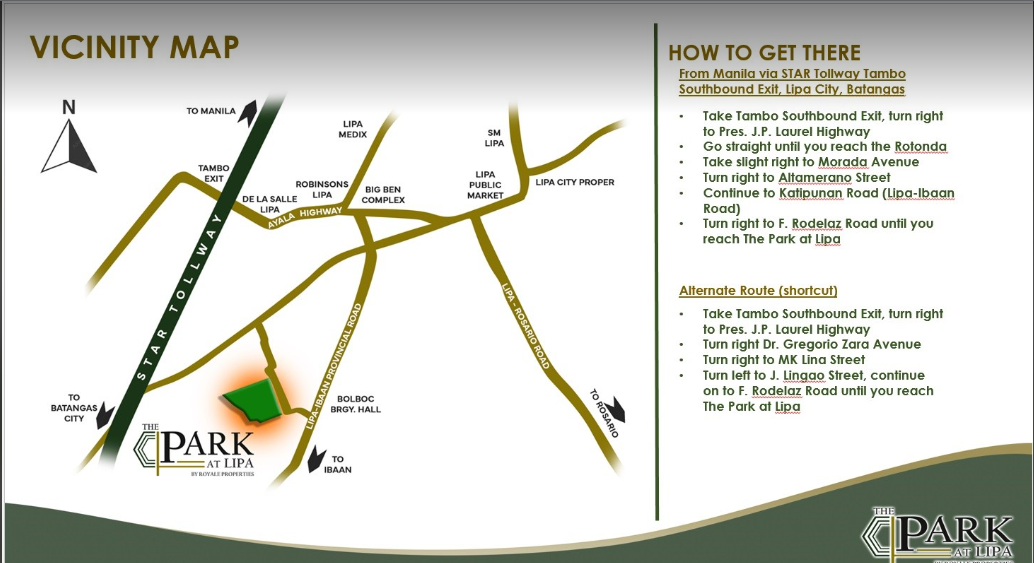 VICINITY MAP
N
TO MANILA
TAMBO
EXIT
DE LA SALLE
LIPA
ROBINSONS
LIPA
LIPA
MEDIX
BIG BEN
COMPLEX
AYALA HIGHWAY
SM
LIPA
LIPA
PUBLIC
MARKET
LIPA CITY PROPER
STAR TOLLWAY
LIPA-IBAAN PROVINCIAL ROAD
LIPA - ROSARIO ROAD
TO
BATANGAS
CITY
BOLBOC
BRGY. HALL
TO ROSARIO
TO
IBAAN
THE
PARK
AT LIPA
BY ROYALE PROPERTIES
HOW TO GET THERE
From Manila via STAR Tollway Tambo
Southbound Exit, Lipa City, Batangas
• Take Tambo Southbound Exit, turn right
to Pres. J.P. Laurel Highway
• Go straight until you reach the Rotonda
• Take slight right to Morada Avenue
• Turn right to Altamerano Street
• Continue to Katipunan Road (Lipa-Ibaan
Road)
• Turn right to F. Rodelaz Road until you
reach The Park at Lipa
Alternate Route (shortcut)
• Take Tambo Southbound Exit, turn right
to Pres. J.P. Laurel Highway
• Turn right Dr. Gregorio Zara Avenue
• Turn right to MK Lina Street
• Turn left to J. Lingao Street, continue
on to F. Rodelaz Road until you reach
The Park at Lipa
THE
PARK
AT LIPA